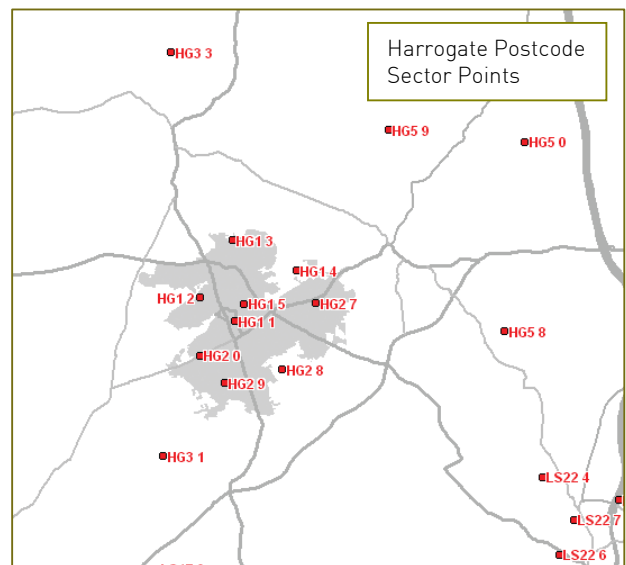 Harrogate Postcode
Sector Points
HG3 3
HG5 9
HG5 0
HG1 3
HG1 4
HG1 2
HG1 5
HG2 7
HG1 1
HG5 8
HG2 0
HG2 8
HG2 9
HG3 1
LS22 4
LS22 7
LS22 6